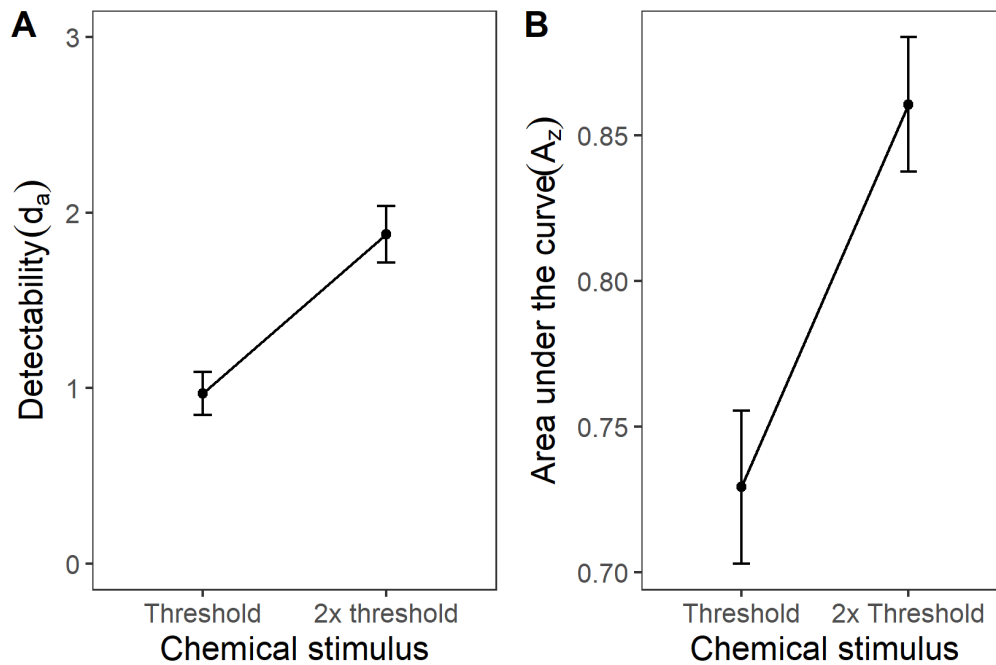 A
Detectability(da)
3
2
1
0
Threshold 2x threshold
Chemical stimulus
B
Area under the curve(Az)
0.85
0.80
0.75
0.70
Threshold 2x Threshold
Chemical stimulus